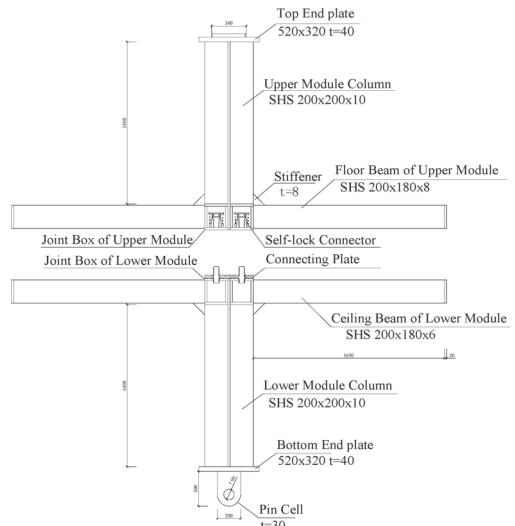 Top End plate
520x320 t=40
300
Upper Module Column
SHS 200x200x10
1400
Stiffener
t=8
Floor Beam of Upper Module
SHS 200x180x8
Joint Box of Upper Module
Self-lock Connector
Joint Box of Lower Module
Connecting Plate
Ceiling Beam of Lower Module
SHS 200x180x6
1650
20
1400
Lower Module Column
SHS 200x200x10
Bottom End plate
520x320 t=40
300
200
Pin Cell
t=30